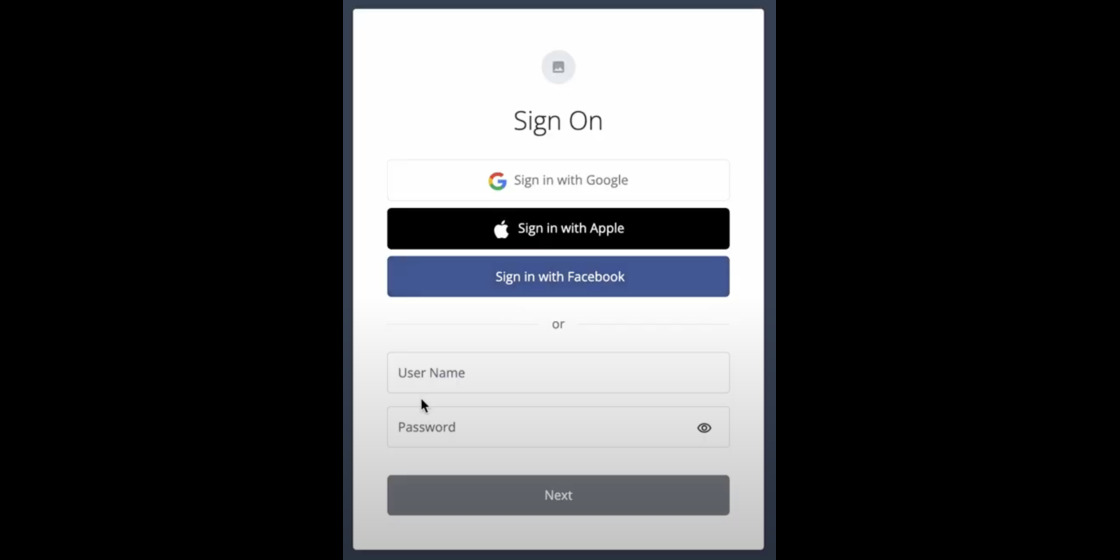 Sign On
Sign in with Google
Sign in with Apple
Sign in with Facebook
or
User Name
Password
Next